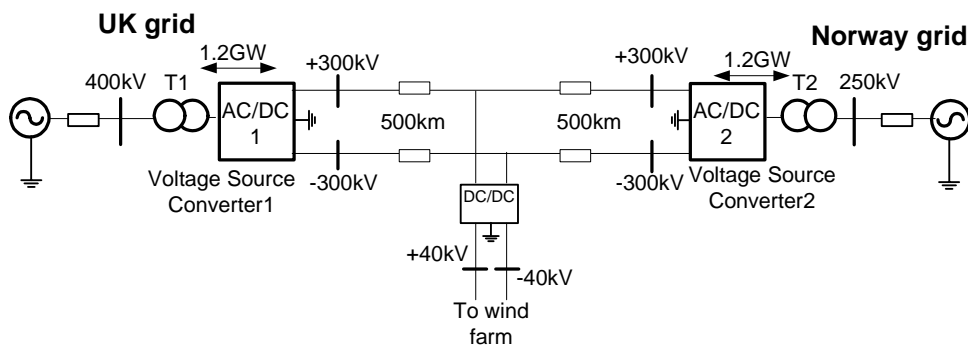 UK grid
Norway grid
1.2GW
+300kV
+300kV
1.2GW
400kV
T1
T2
250kV
AC/DC
1
500km
500km
AC/DC
2
-300kV
-300kV
Voltage Source
Converter1
Voltage Source
Converter2
DC/DC
+40kV
-40kV
To wind
farm